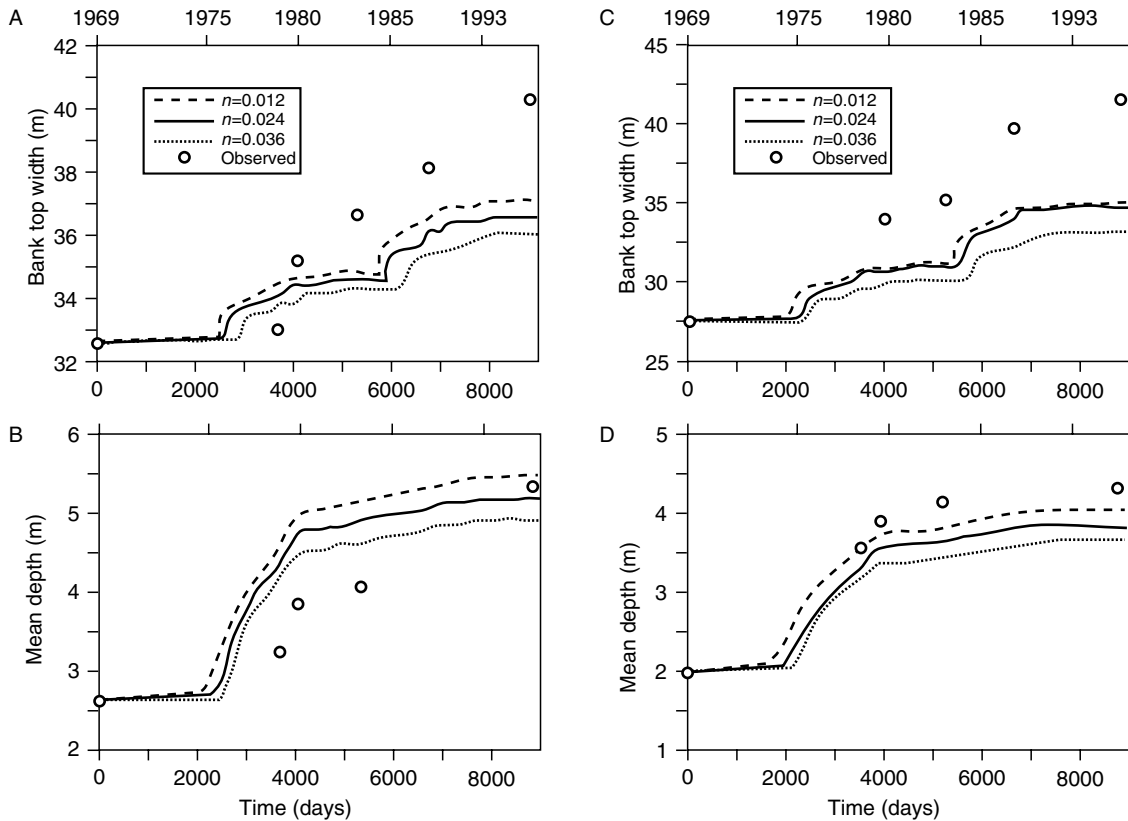 A
1969 1975 1980 1985 1993
42
40
38
36
34
32
Bank top width (m)
n=0.012
n=0.024
n=0.036
Observed
0 2000 4000 6000 8000
C
1969 1975 1980 1985 1993
45
40
35
30
25
Bank top width (m)
n=0.012
n=0.024
n=0.036
Observed
0 2000 4000 6000 8000
B
6
5
4
3
2
Mean depth (m)
0 2000 4000 6000 8000
Time (days)
D
5
4
3
2
1
Mean depth (m)
0 2000 4000 6000 8000
Time (days)